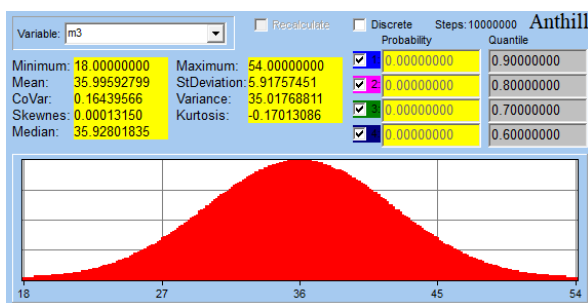 Recalculate Discrete Steps: 10000000 Anthill
Variable: m3 Probability Quantile
Minimum: 18.00000000 Maximum: 54.00000000 1 0.00000000 0.90000000
Mean: 35.99592799 StDeviation: 5.91757451 2 0.00000000 0.80000000
CoVar: 0.16439566 Variance: 35.01768811 3 0.00000000 0.70000000
Skewnes: 0.00013150 Kurtosis: -0.17013086 0.00000000 0.60000000
Median: 35.92801835
18 27 36 45 54